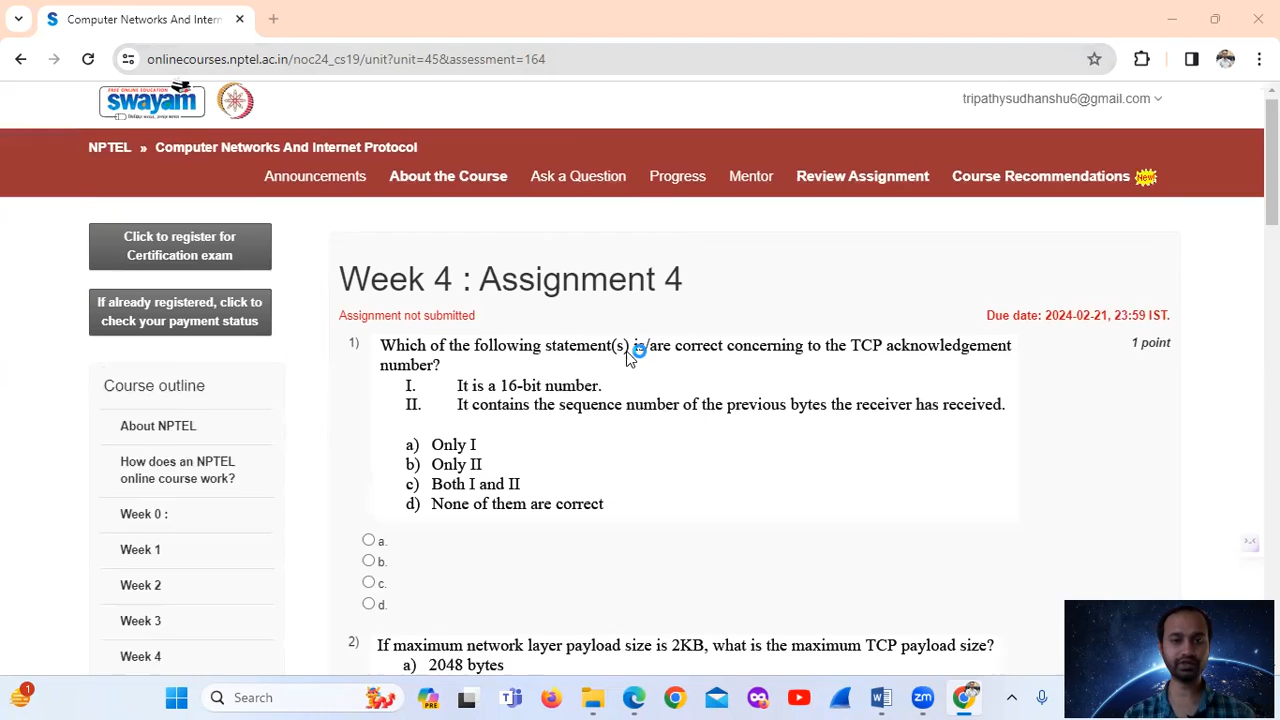 Computer Networks And Intern
onlinecourses.nptel.ac.in/noc24_cs19/unit?unit=45&assessment=164
FREE ONLINE EDUCATION
swayam
tripathysudhanshu6@gmail.com
NPTEL » Computer Networks And Internet Protocol
Announcements About the Course Ask a Question Progress Mentor Review Assignment Course Recommendations New
Click to register for
Certification exam
If already registered, click to
check your payment status
Course outline
About NPTEL
How does an NPTEL
online course work?
Week 0 :
Week 1
Week 2
Week 3
Week 4
Week 4 : Assignment 4
Assignment not submitted
Due date: 2024-02-21, 23:59 IST.
1) Which of the following statement(s) is/are correct concerning to the TCP acknowledgement 1 point
number?
I. It is a 16-bit number.
II. It contains the sequence number of the previous bytes the receiver has received.
a) Only I
b) Only II
c) Both I and II
d) None of them are correct
a.
b.
c.
d.
2) If maximum network layer payload size is 2KB, what is the maximum TCP payload size?
a) 2048 bytes
1
Search
PRE